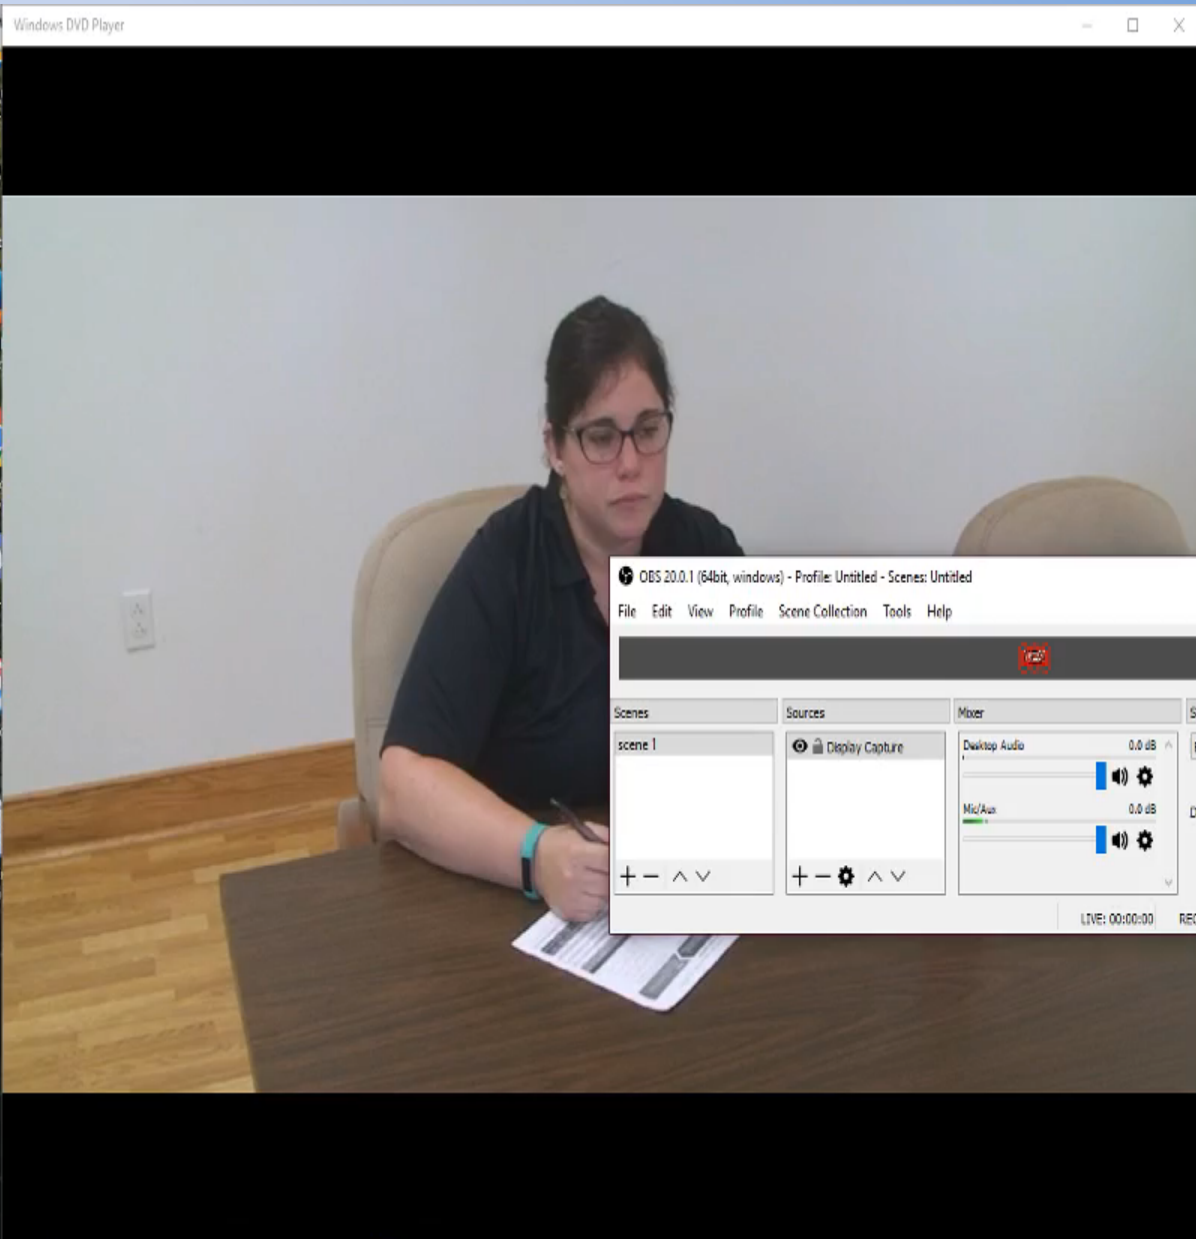 Windows DVD Player
OBS 20.0.1 (64bit, windows) - Profile: Untitled - Scenes: Untitled
File Edit View Profile Scene Collection Tools Help
Scenes Sources Mixer
scene 1
Display Capture
Desktop Audio 0.0 dB
Mic/Aux 0.0 dB
LIVE: 00:00:00 REC